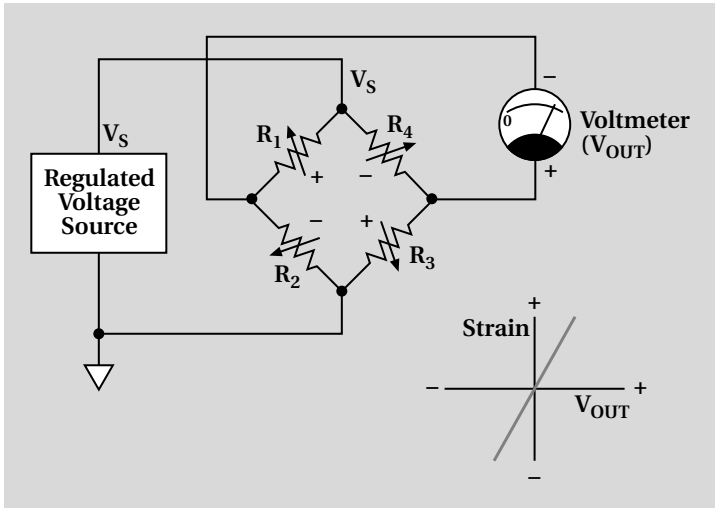 V_S
V_S
Regulated
Voltage
Source
R_1
+
R_4
−
−
R_2
+
R_3
−
0
+
Voltmeter
(V_OUT)
+
Strain
−
+
V_OUT
−